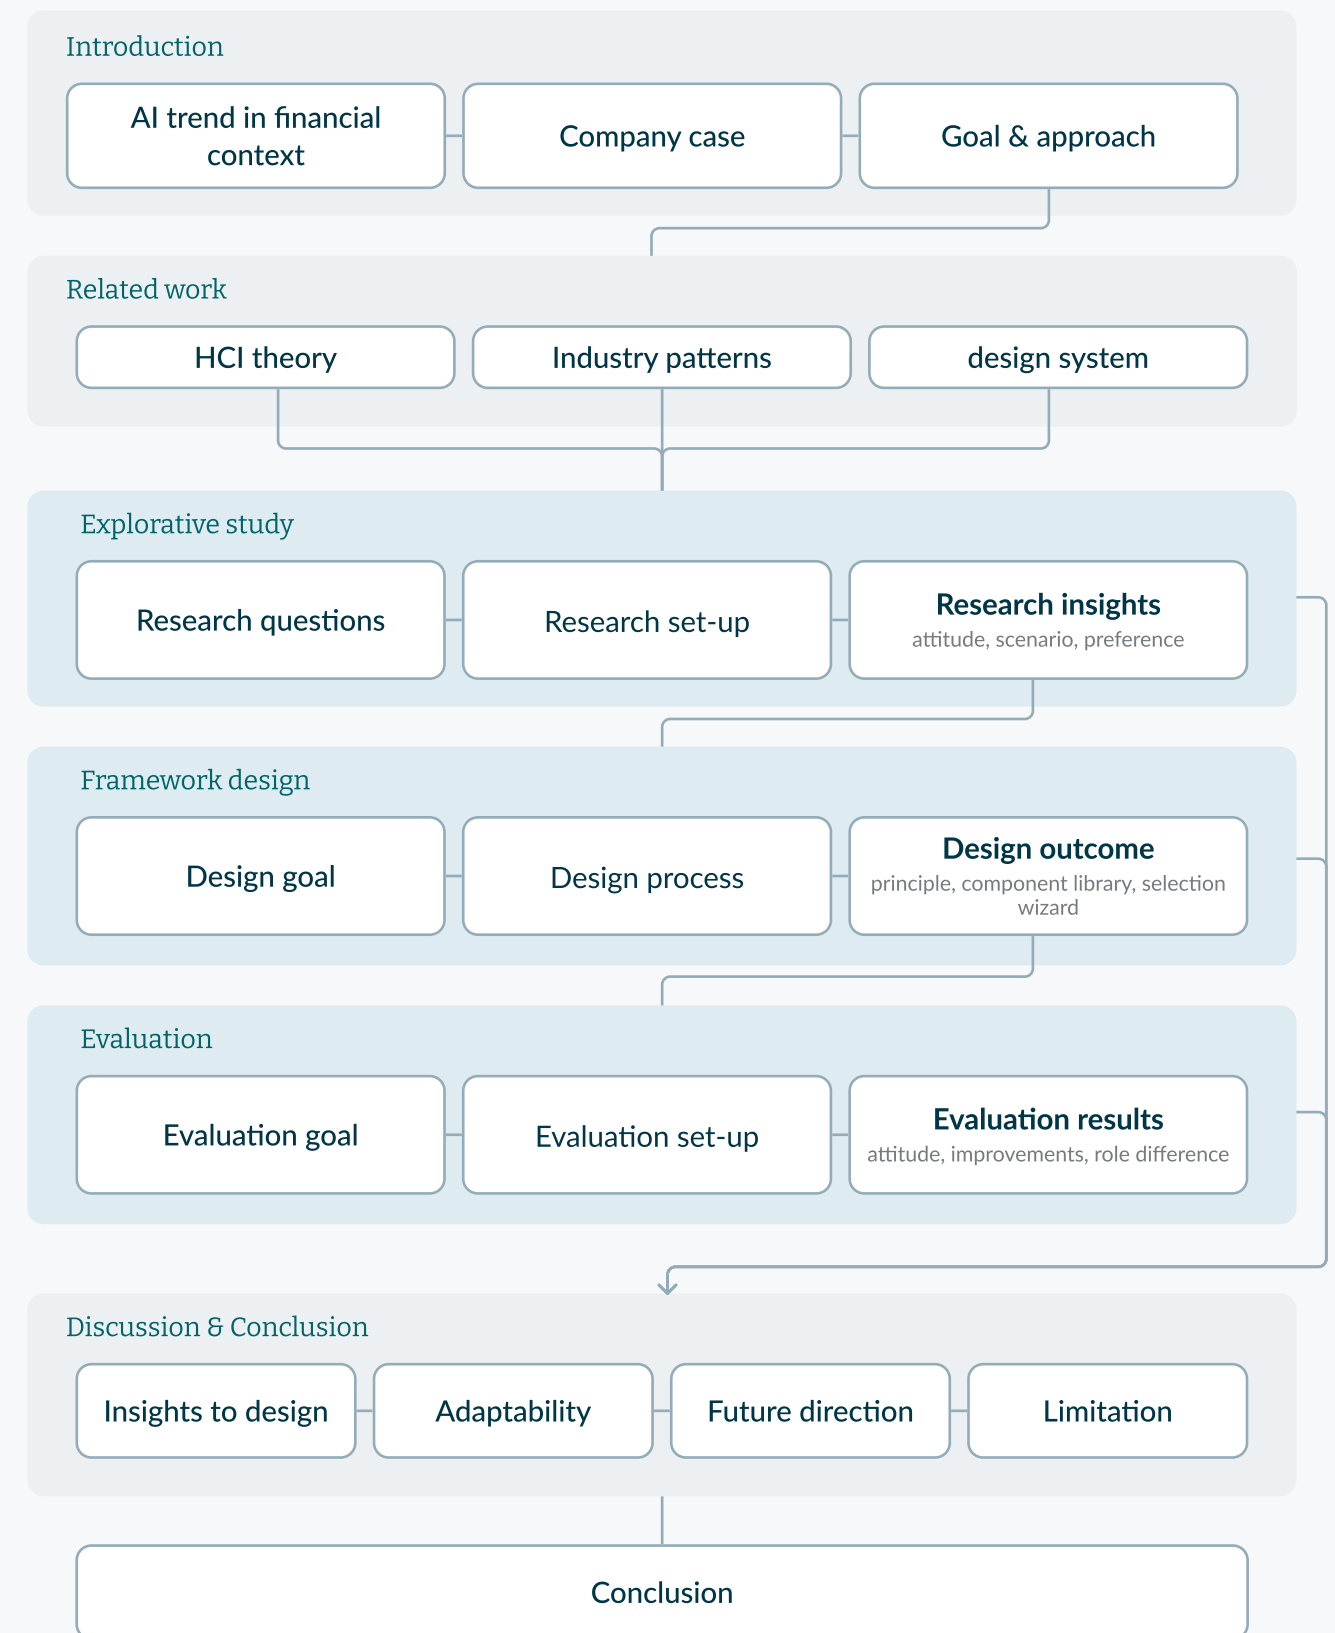 Introduction
AI trend in financial
context
Company case
Goal & approach
Related work
HCI theory
Industry patterns
design system
Explorative study
Research questions
Research set-up
Research insights
attitude, scenario, preference
Framework design
Design goal
Design process
Design outcome
principle, component library, selection
wizard
Evaluation
Evaluation goal
Evaluation set-up
Evaluation results
attitude, improvements, role difference
Discussion & Conclusion
Insights to design
Adaptability
Future direction
Limitation
Conclusion